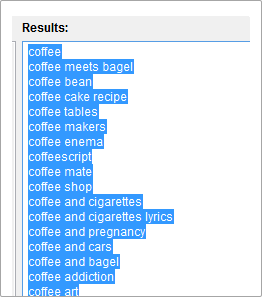 Results:
coffee
coffee meets bagel
coffee bean
coffee cake recipe
coffee tables
coffee makers
coffee enema
coffeescript
coffee mate
coffee shop
coffee and cigarettes
coffee and cigarettes lyrics
coffee and pregnancy
coffee and cars
coffee and bagel
coffee addiction
coffee art